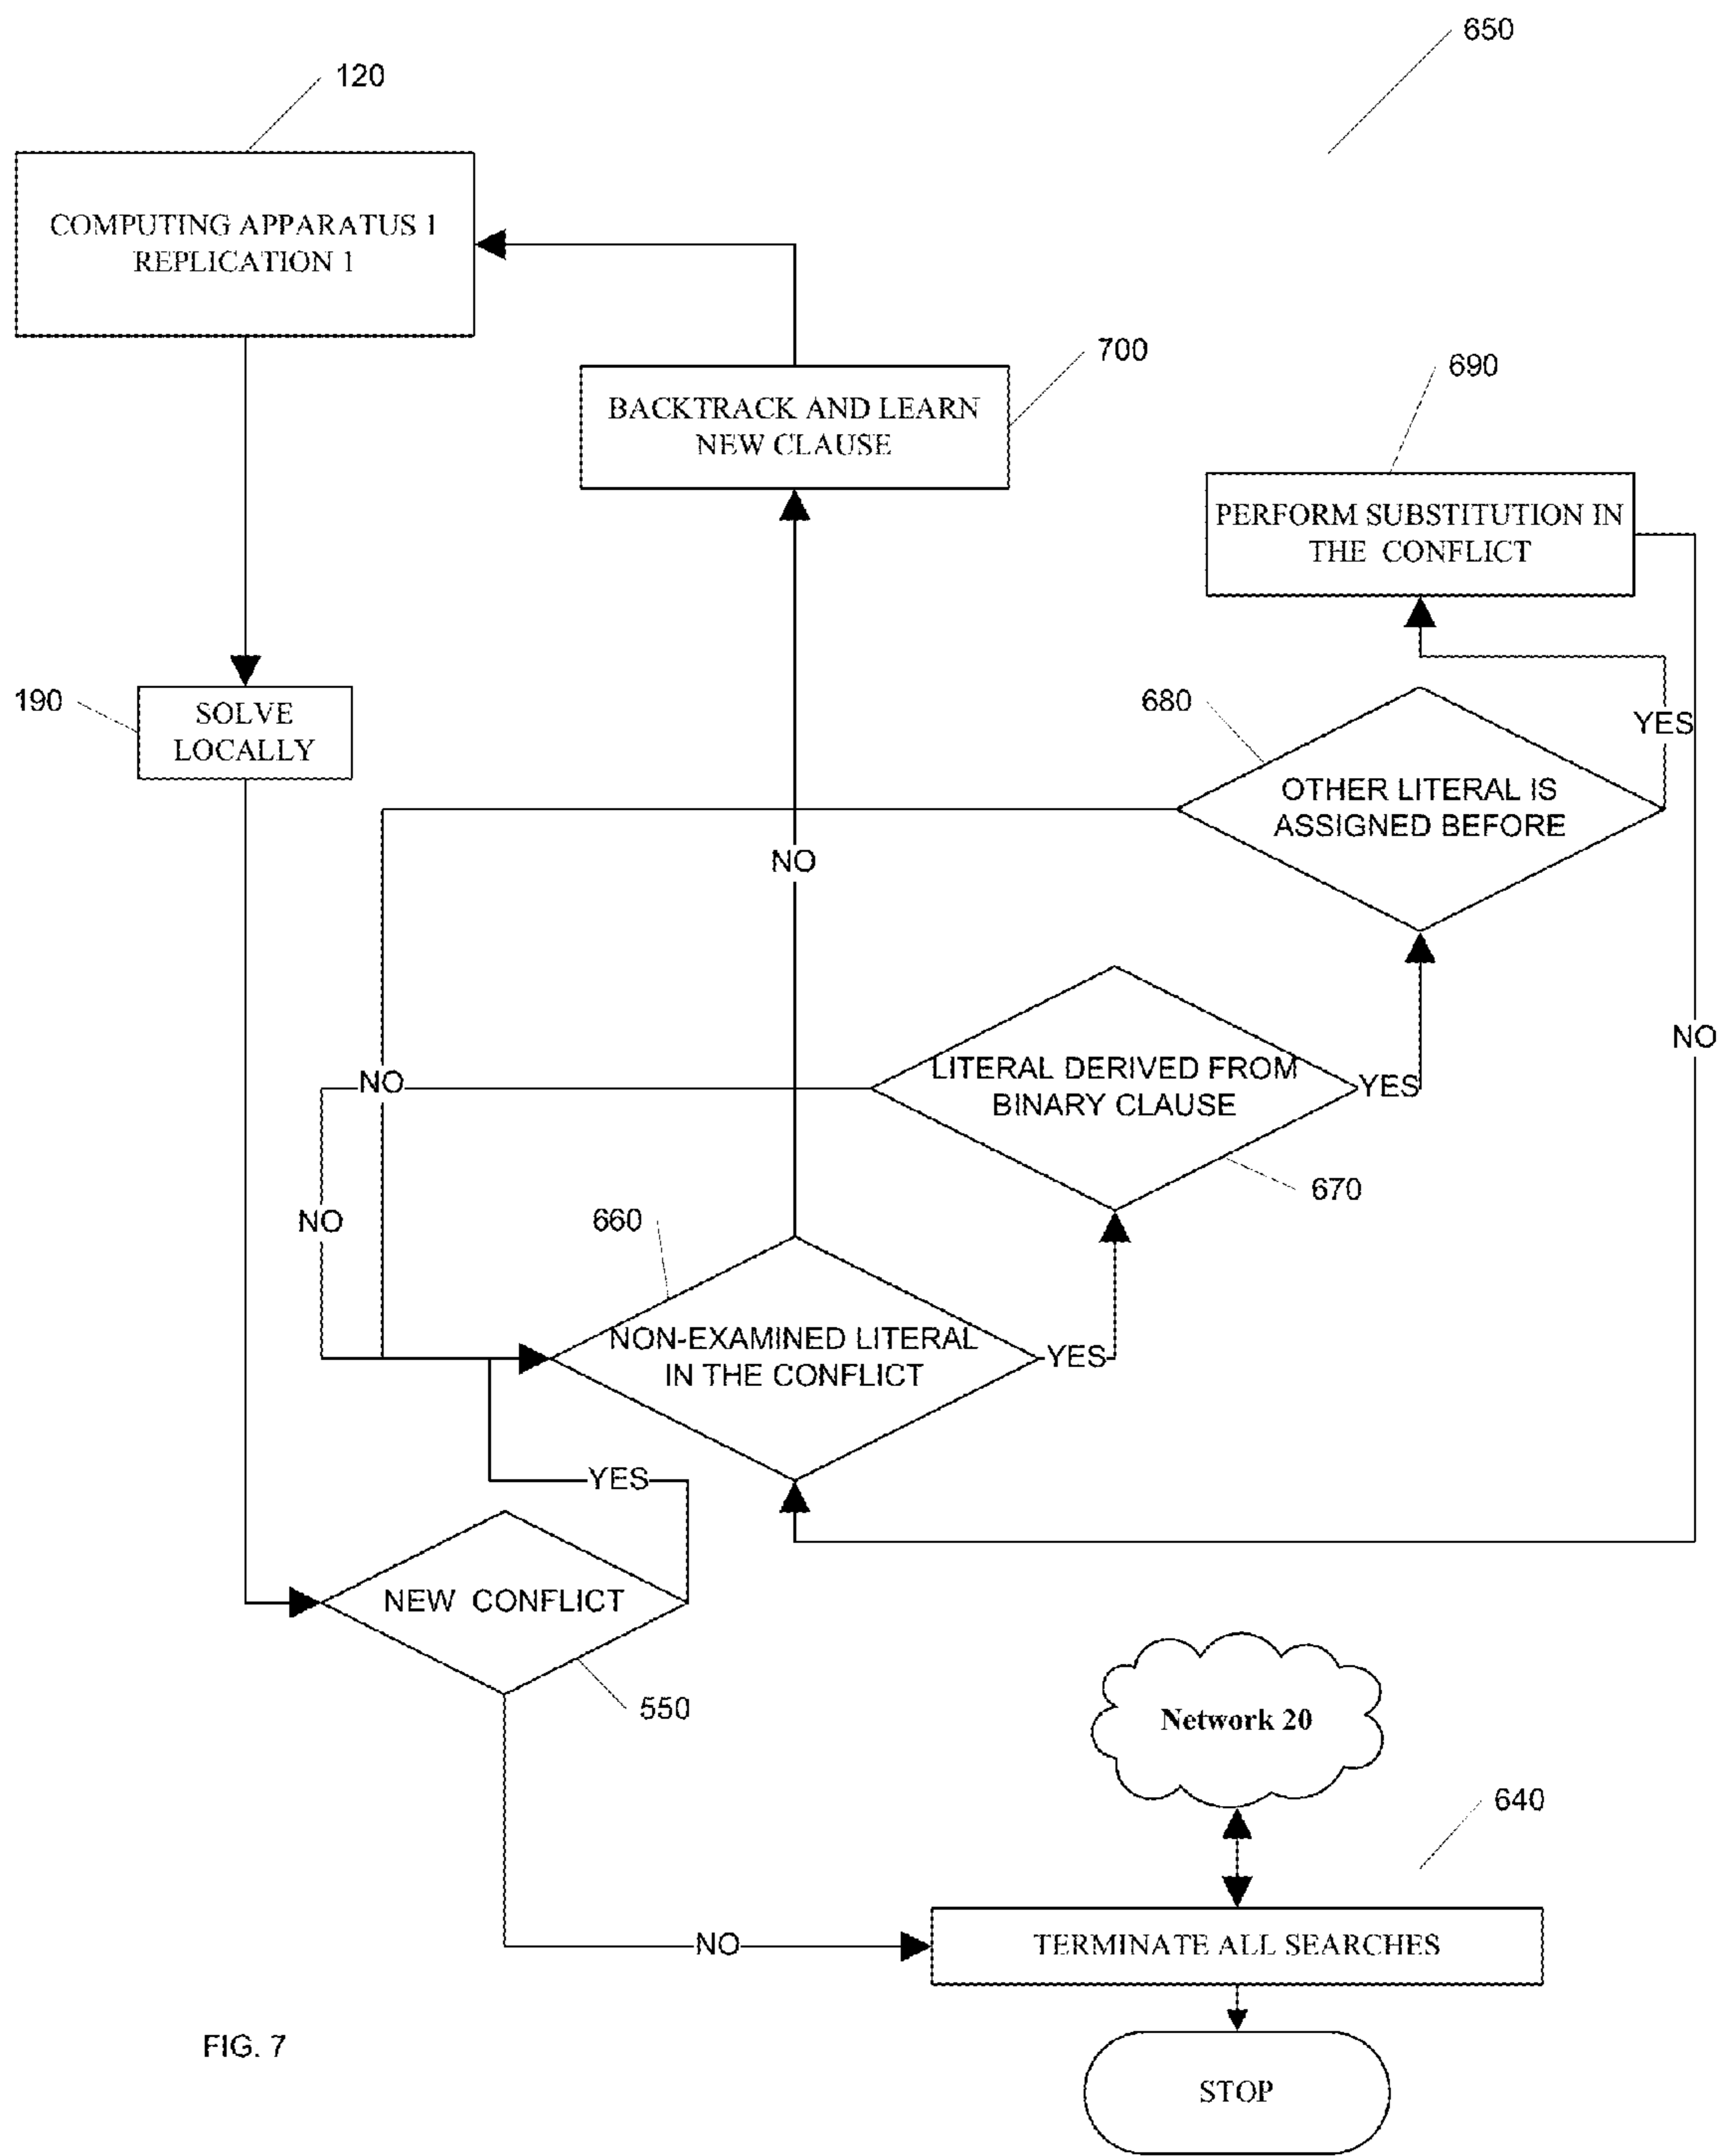 650
120
COMPUTING APPARATUS 1
REPLICATION 1
700
BACKTRACK AND LEARN
NEW CLAUSE
690
PERFORM SUBSTITUTION IN
THE CONFLICT
190
SOLVE
LOCALLY
680
YES
OTHER LITERAL IS
ASSIGNED BEFORE
NO
NO
LITERAL DERIVED FROM
BINARY CLAUSE
YES
NO
670
NO
660
NON-EXAMINED LITERAL
IN THE CONFLICT
YES
YES
NEW CONFLICT
550
Network 20
640
NO
TERMINATE ALL SEARCHES
FIG. 7
STOP